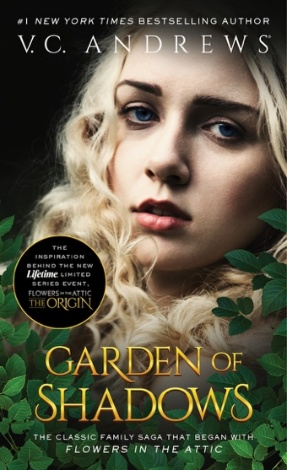 #1 NEW YORK TIMES BESTSELLING AUTHOR
V.C. ANDREWS®
THE
INSPIRATION
BEHIND THE NEW
Lifetime LIMITED
SERIES EVENT,
FLOWERS IN THE ATTIC
THE ORIGIN
GARDEN OF
SHADOWS
THE CLASSIC FAMILY SAGA THAT BEGAN WITH
FLOWERS IN THE ATTIC